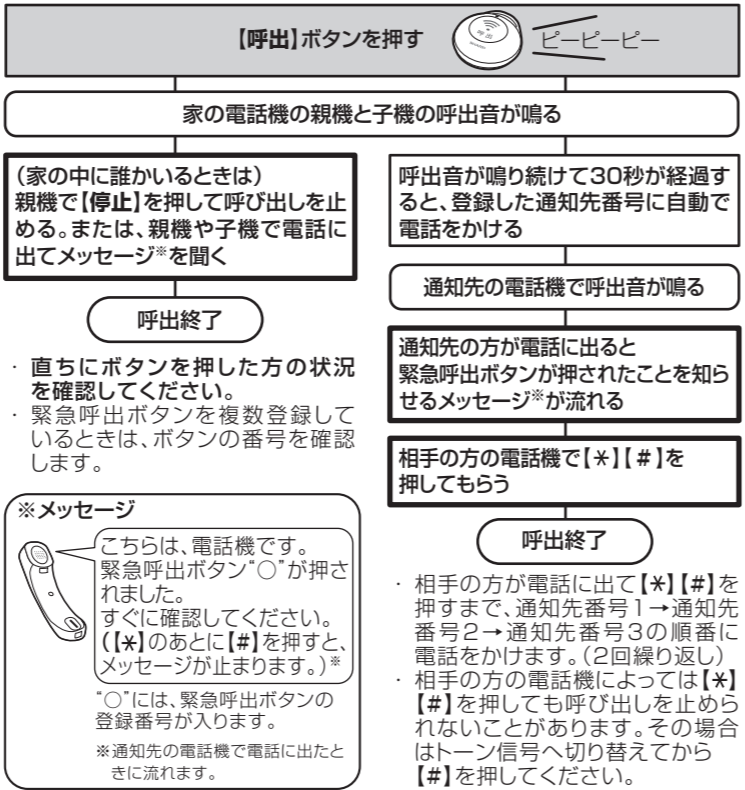 【呼出】ボタンを押す
呼出
ピーピーピー
家の電話機の親機と子機の呼出音が鳴る
(家の中に誰かいるときは)
親機で【停止】を押して呼び出しを止
める。または、親機や子機で電話に
出てメッセージ※を聞く
呼出終了
· 直ちにボタンを押した方の状況
を確認してください。
· 緊急呼出ボタンを複数登録して
いるときは、ボタンの番号を確認
します。
※メッセージ
こちらは、電話機です。
緊急呼出ボタン“○”が押さ
れました。
すぐに確認してください。
(【*】のあとに【#】を押すと、
メッセージが止まります。)※
“○”には、緊急呼出ボタンの
登録番号が入ります。
※通知先の電話機で電話に出たと
きに流れます。
呼出音が鳴り続けて30秒が経過す
ると、登録した通知先番号に自動で
電話をかける
通知先の電話機で呼出音が鳴る
通知先の方が電話に出ると
緊急呼出ボタンが押されたことを知ら
せるメッセージ※が流れる
相手の方の電話機で【*】【#】を
押してもらう
呼出終了
· 相手の方が電話に出て【*】【#】を
押すまで、通知先番号1→通知先
番号2→通知先番号3の順番に
電話をかけます。(2回繰り返し)
· 相手の方の電話機によっては【*】
【#】を押しても呼び出しを止めら
れないことがあります。その場合
はトーン信号へ切り替えてから
【#】を押してください。